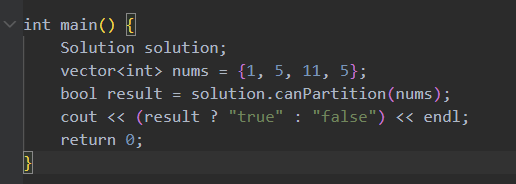 int main() {
    Solution solution;
    vector<int> nums = {1, 5, 11, 5};
    bool result = solution.canPartition(nums);
    cout << (result ? "true" : "false") << endl;
    return 0;
}